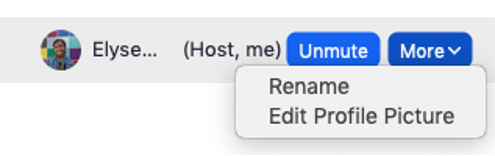 Elyse... (Host, me) Unmute More
Rename
Edit Profile Picture